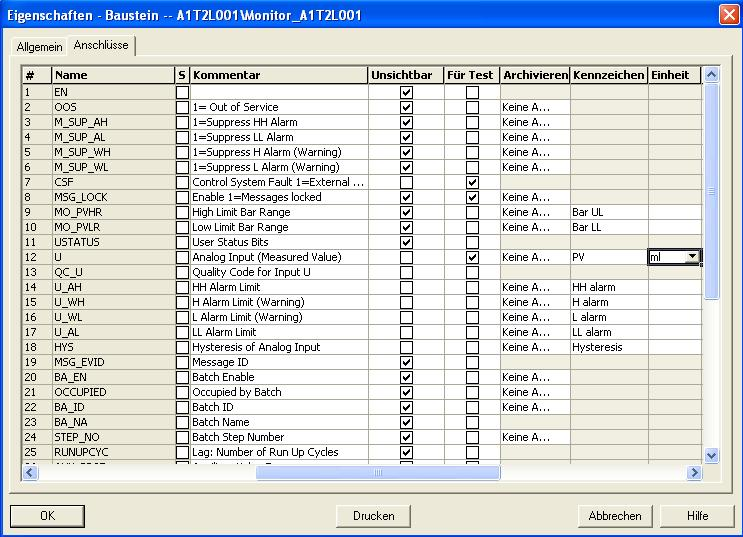 Eigenschaften - Baustein -- A1T2L001\Monitor_A1T2L001
Allgemein Anschlüsse
# Name S Kommentar Unsichtbar Für Test Archivieren Kennzeichen Einheit
1 EN
2 OOS 1= Out of Service Keine A...
3 M_SUP_AH 1=Suppress HH Alarm Keine A...
4 M_SUP_AL 1=Suppress LL Alarm Keine A...
5 M_SUP_WH 1=Suppress H Alarm (Warning) Keine A...
6 M_SUP_WL 1=Suppress L Alarm (Warning) Keine A...
7 CSF Control System Fault 1=External ...
8 MSG_LOCK Enable 1=Messages locked Keine A...
9 MO_PVHR High Limit Bar Range Keine A... Bar UL
10 MO_PVLR Low Limit Bar Range Keine A... Bar LL
11 USTATUS User Status Bits
12 U Analog Input (Measured Value) Keine A... PV ml
13 QC_U Quality Code for Input U
14 U_AH HH Alarm Limit Keine A... HH alarm
15 U_WH H Alarm Limit (Warning) Keine A... H alarm
16 U_WL L Alarm Limit (Warning) Keine A... L alarm
17 U_AL LL Alarm Limit Keine A... LL alarm
18 HYS Hysteresis of Analog Input Keine A... Hysteresis
19 MSG_EVID Message ID
20 BA_EN Batch Enable Keine A...
21 OCCUPIED Occupied by Batch Keine A...
22 BA_ID Batch ID Keine A...
23 BA_NA Batch Name
24 STEP_NO Batch Step Number Keine A...
25 RUNUPCYC Lag: Number of Run Up Cycles
OK Drucken Abbrechen Hilfe